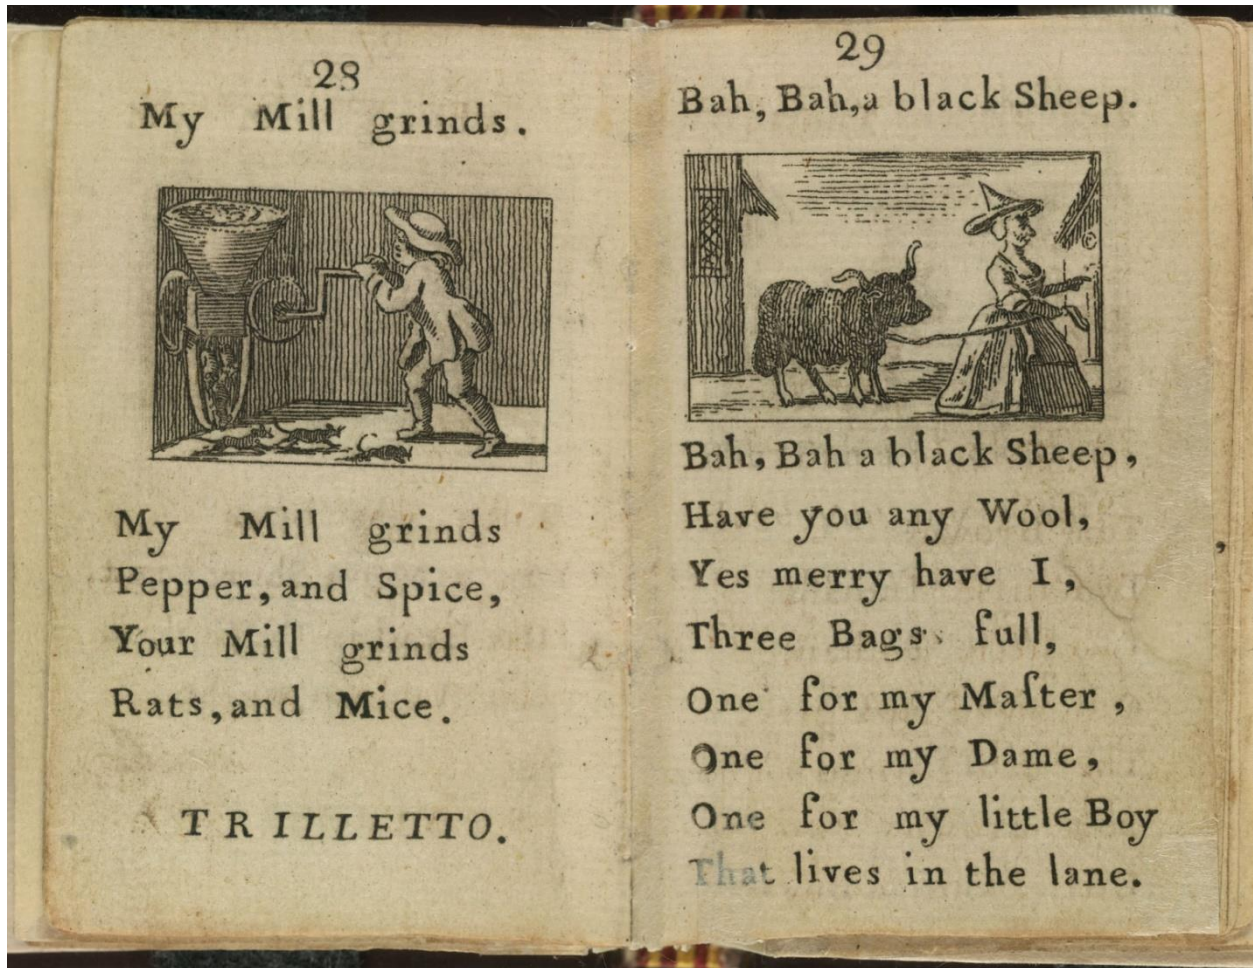 28
My Mill grinds.
My Mill grinds
Pepper, and Spice,
Your Mill grinds
Rats, and Mice.
TRILLETTO.
29
Bah, Bah, a black Sheep.
Bah, Bah a black Sheep,
Have you any Wool,
Yes merry have I,
Three Bags full,
One for my Maſter,
One for my Dame,
One for my little Boy
That lives in the lane.